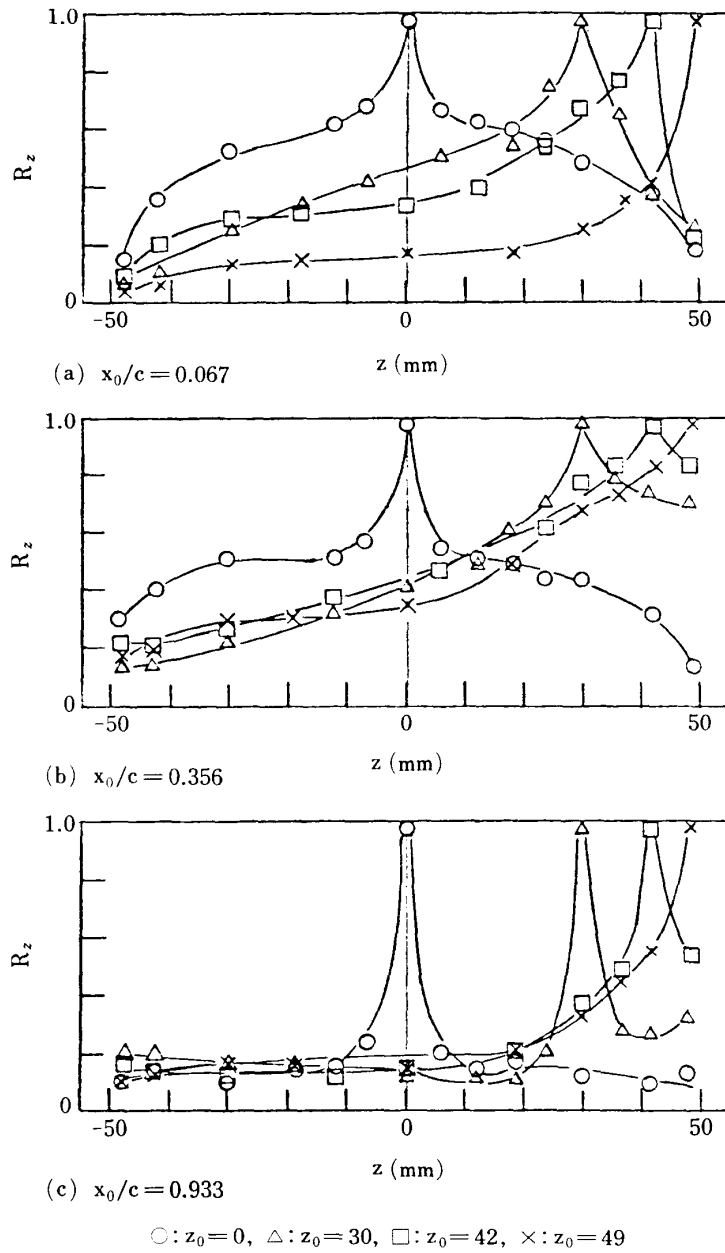 1.0
R_z
0
-50
0
50
z (mm)
(a) x_0/c = 0.067
1.0
R_z
0
-50
0
50
z (mm)
(b) x_0/c = 0.356
1.0
R_z
0
-50
0
50
z (mm)
(c) x_0/c = 0.933
○: z_0 = 0, △: z_0 = 30, □: z_0 = 42, ×: z_0 = 49